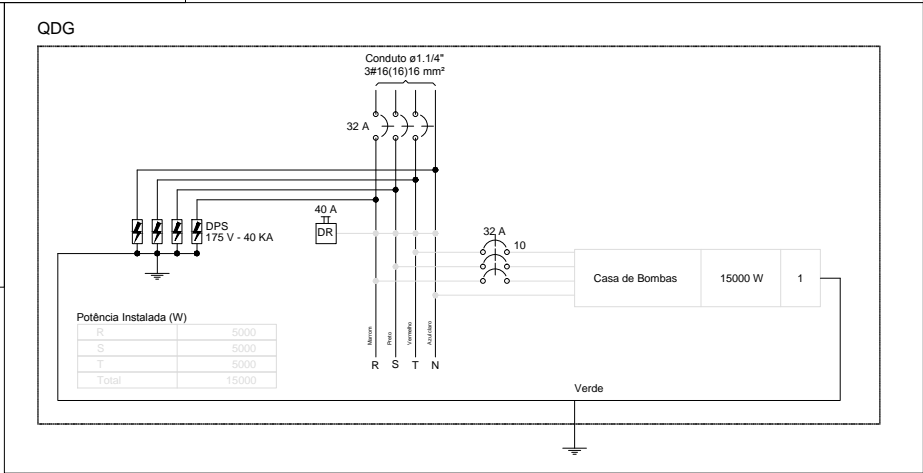 QDG
Conduto ø1.1/4"
3#16(16)16 mm²
32 A
DPS
175 V - 40 KA
40 A
DR
32 A
10
Casa de Bombas 15000 W 1
Potência Instalada (W)
R 5000
S 5000
T 5000
Total 15000
Marrom
Preto
Vermelho
Azul claro
R S T N
Verde